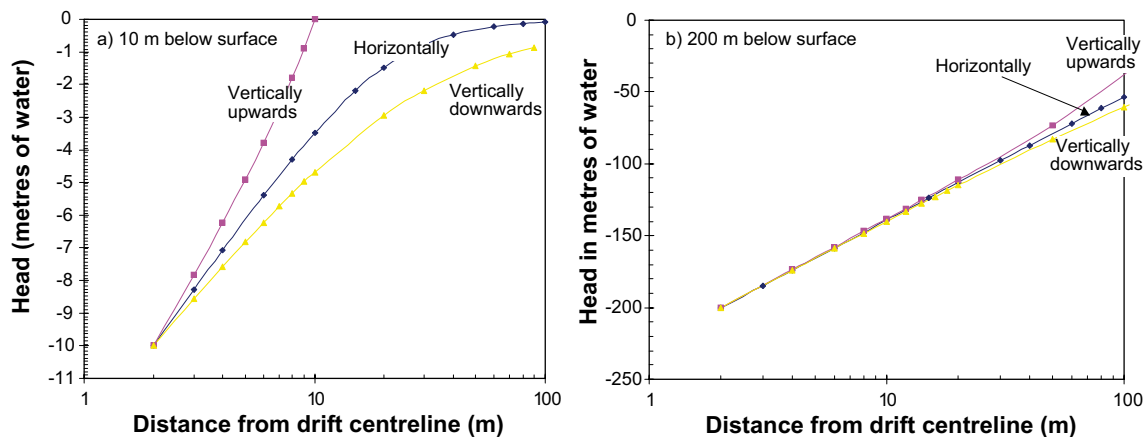 a) 10 m below surface
Horizontally
Vertically
upwards
Vertically
downwards
Head (metres of water)
0
-1
-2
-3
-4
-5
-6
-7
-8
-9
-10
-11
1
10
100
Distance from drift centreline (m)
b) 200 m below surface
Vertically
upwards
Horizontally
Vertically
downwards
Head in metres of water
0
-50
-100
-150
-200
-250
1
10
100
Distance from drift centreline (m)